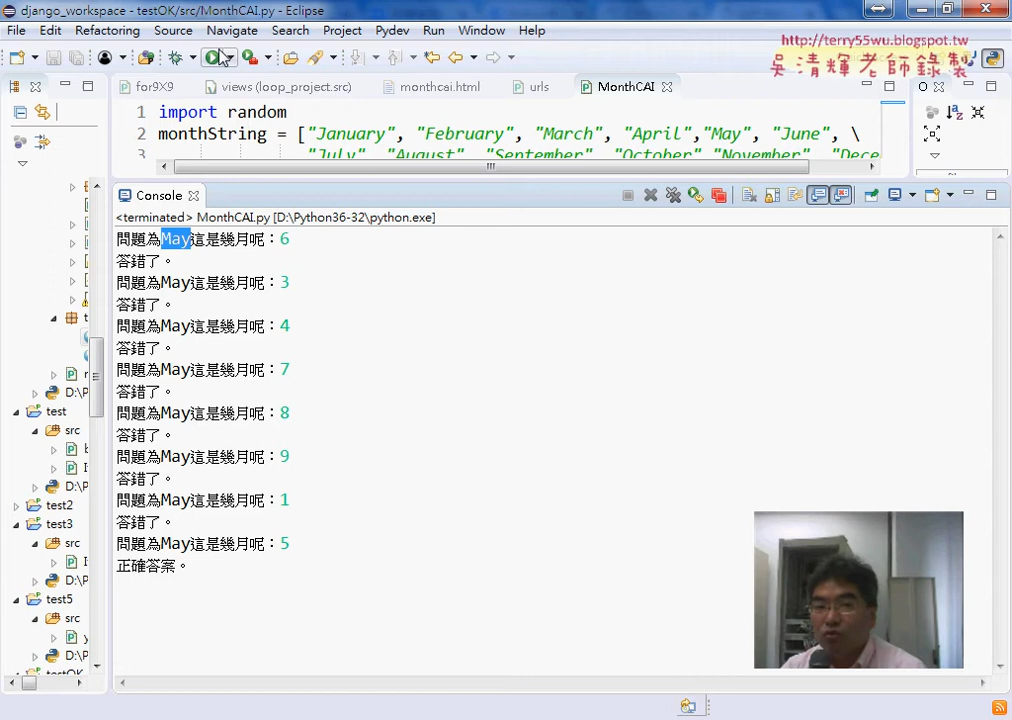 django_workspace - testOK/src/MonthCAI.py - Eclipse
File Edit Refactoring Source Navigate Search Project Pydev Run Window Help
http://terry55wu.blogspot.tw
吳清輝老師錄製
for9X9 views (loop_project.src) monthcai.html urls MonthCAI O
1 import random
2 monthString = ["January", "February", "March", "April","May", "June", \
3 "July", "August", "September", "October","November", "Dece
Console
<terminated> MonthCAI.py [D:\Python36-32\python.exe]
問題為May這是幾月呢：6
答錯了。
問題為May這是幾月呢：3
答錯了。
問題為May這是幾月呢：4
答錯了。
問題為May這是幾月呢：7
答錯了。
問題為May這是幾月呢：8
答錯了。
問題為May這是幾月呢：9
答錯了。
問題為May這是幾月呢：1
答錯了。
問題為May這是幾月呢：5
正確答案。
D:\P
test
src
D:\P
test2
test3
src
D:\P
test5
src
D:\P
testOK